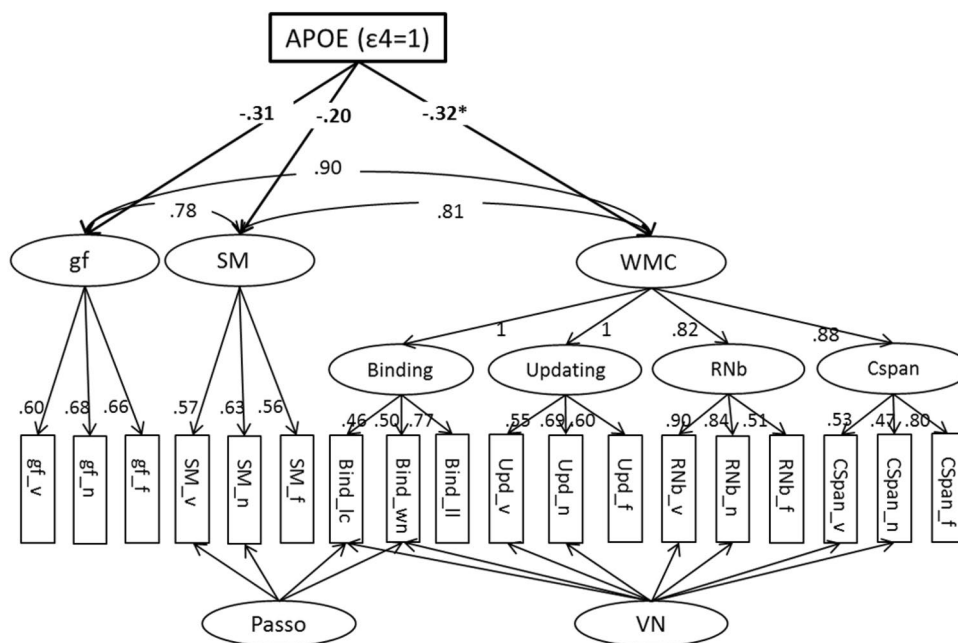 APOE (ε4=1)
-.31 -.20 -.32*
.90
.78 .81
gf SM WMC
1 1 .82 .88
Binding Updating RNb Cspan
.60 .68 .66 .57 .63 .56 .46 .50 .77 .55 .69 .60 .90 .84 .51 .53 .47 .80
gf_v gf_n gf_f SM_v SM_n SM_f Bind_lc Bind_wn Bind_ll Upd_v Upd_n Upd_f RNb_v RNb_n RNb_f CSpan_v CSpan_n CSpan_f
Passo VN